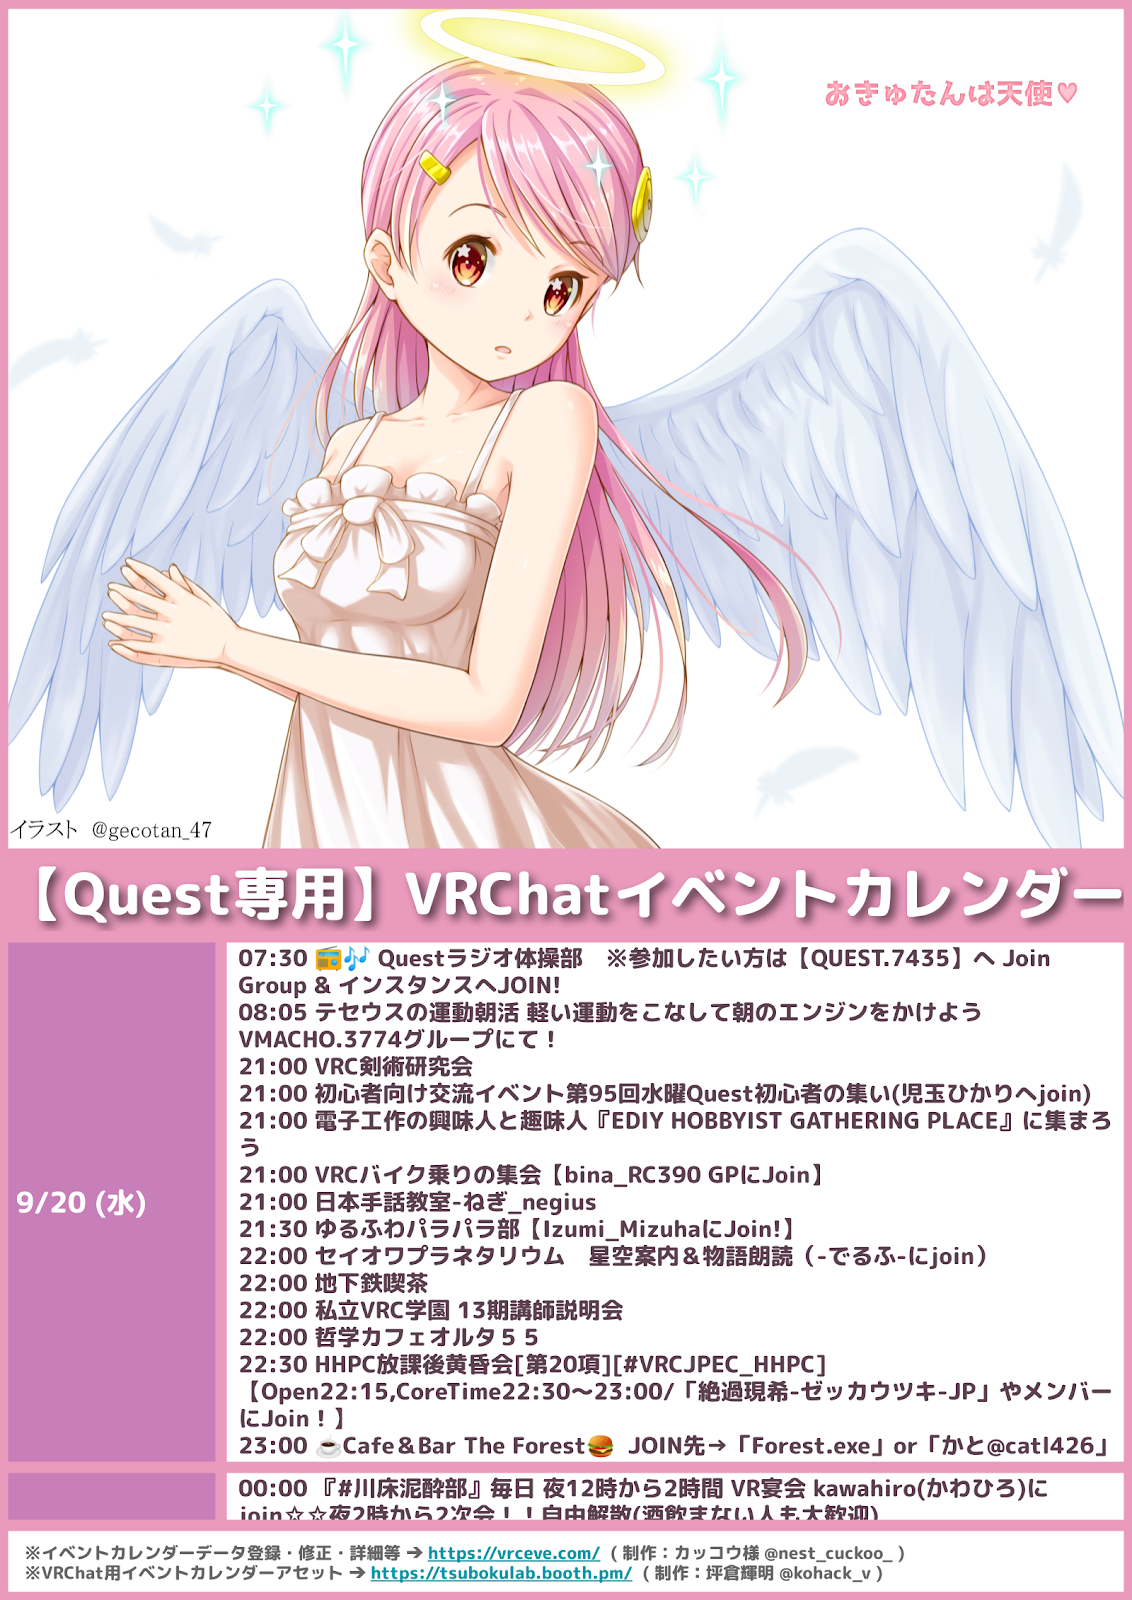 おきゅたんは天使♥
イラスト @gecotan_47
【Quest専用】VRChatイベントカレンダー
9/20 (水)
07:30 📻🎶 Questラジオ体操部　※参加したい方は【QUEST.7435】へ Join
Group & インスタンスへJOIN!
08:05 テセウスの運動朝活 軽い運動をこなして朝のエンジンをかけよう
VMACHO.3774グループにて！
21:00 VRC剣術研究会
21:00 初心者向け交流イベント第95回水曜Quest初心者の集い(児玉ひかりへjoin)
21:00 電子工作の興味人と趣味人『EDIY HOBBYIST GATHERING PLACE』に集まろ
う
21:00 VRCバイク乗りの集会【bina_RC390 GPにJoin】
21:00 日本手話教室-ねぎ_negius
21:30 ゆるふわパラパラ部【Izumi_MizuhaにJoin!】
22:00 セイオワプラネタリウム　星空案内＆物語朗読（-でるふ-にjoin）
22:00 地下鉄喫茶
22:00 私立VRC学園 13期講師説明会
22:00 哲学カフェオルタ５５
22:30 HHPC放課後黄昏会[第20項][#VRCJPEC_HHPC]
【Open22:15,CoreTime22:30～23:00/「絶過現希-ゼッカウツキ-JP」やメンバー
にJoin！】
23:00 ☕Cafe＆Bar The Forest🍔 JOIN先→「Forest.exe」or「かと@catl426」
00:00 『#川床泥酔部』毎日 夜12時から2時間 VR宴会 kawahiro(かわひろ)に
join☆☆夜2時から2次会！！自由解散(酒飲まない人も大歓迎)
※イベントカレンダーデータ登録・修正・詳細等 → https://vrceve.com/ （制作：カッコウ様 @nest_cuckoo_ ）
※VRChat用イベントカレンダーアセット → https://tsubokulab.booth.pm/ （制作：坪倉輝明 @kohack_v ）